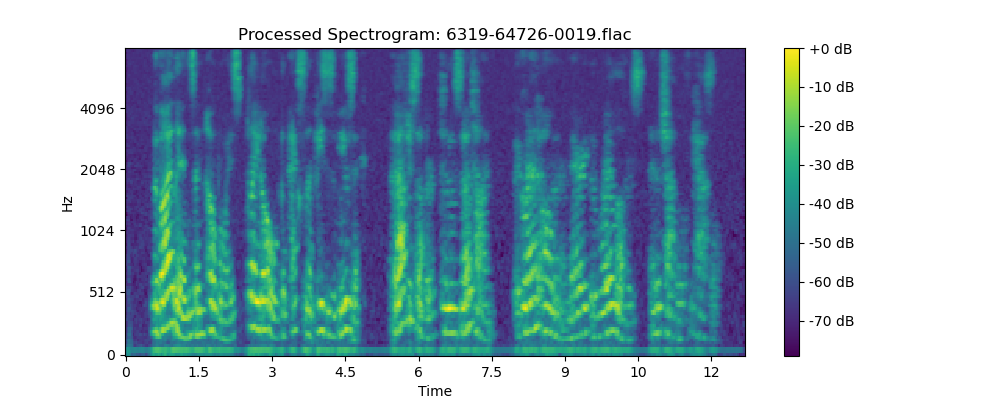 Processed Spectrogram: 6319-64726-0019.flac
+0 dB
-10 dB
-20 dB
-30 dB
-40 dB
-50 dB
-60 dB
-70 dB
Hz
4096
2048
1024
512
0
0 1.5 3 4.5 6 7.5 9 10 12
Time